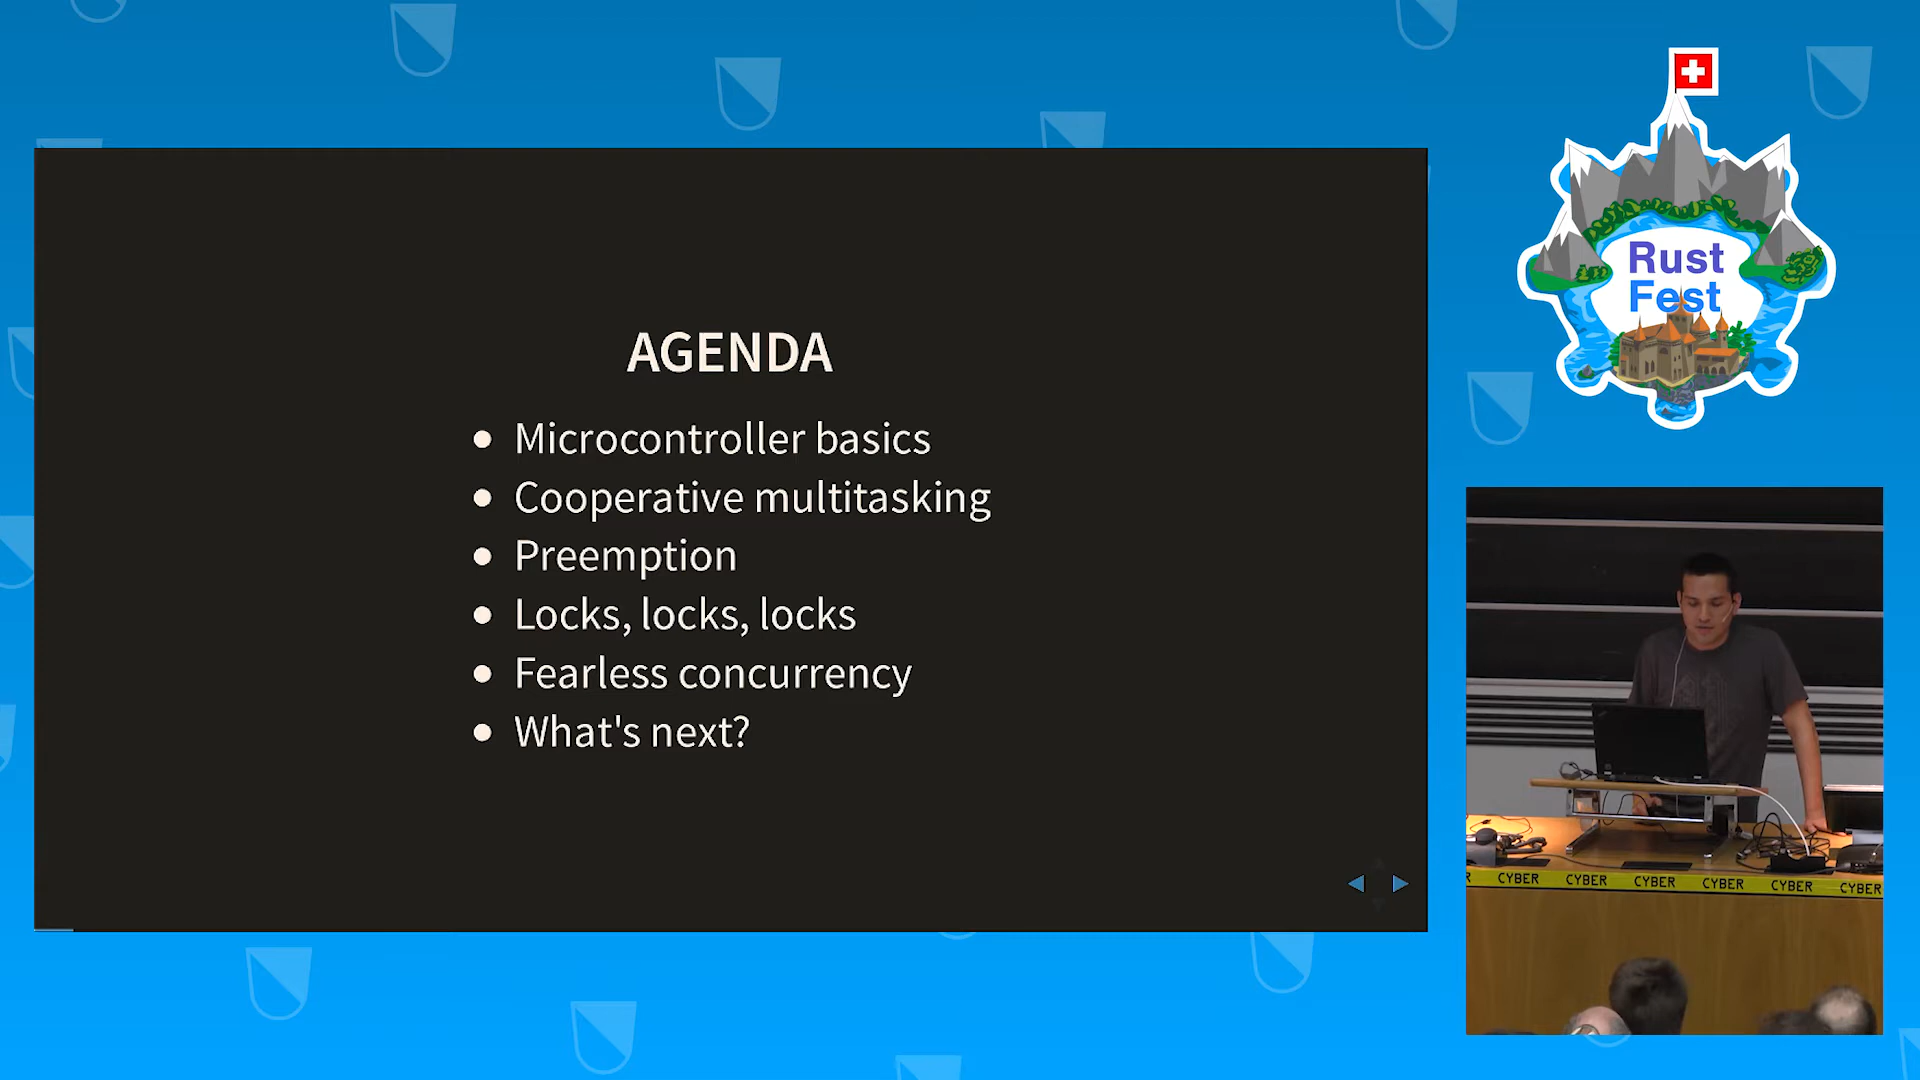 AGENDA
Microcontroller basics
Cooperative multitasking
Preemption
Locks, locks, locks
Fearless concurrency
What's next?
Rust
Fest
CYBER CYBER CYBER CYBER CYBER CYBER